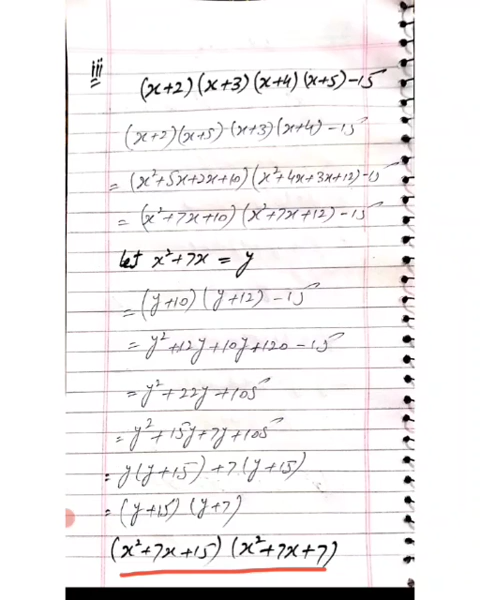 iii
(x+2)(x+3)(x+4)(x+5)-15
(x+2)(x+5)(x+3)(x+4)-15
= (x²+5x+2x+10)(x²+4x+3x+12)-15
= (x²+7x+10)(x²+7x+12)-15
let x²+7x = y
= (y+10)(y+12)-15
= y²+12y+10y+120-15
= y²+22y+105
= y²+15y+7y+105
= y(y+15)+7(y+15)
= (y+15)(y+7)
(x²+7x+15)(x²+7x+7)